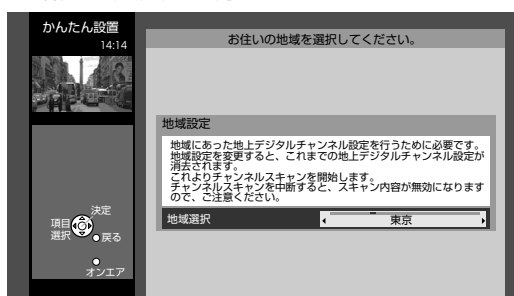 かんたん設置
14:14
お住いの地域を選択してください。
地域設定
地域にあった地上デジタルチャンネル設定を行うために必要です。
地域設定を変更すると、これまでの地上デジタルチャンネル設定が
消去されます。
これよりチャンネルスキャンを開始します。
チャンネルスキャンを中断すると、スキャン内容が無効になります
ので、ご注意ください。
地域選択
東京
決定
項目
選択
戻る
オンエア